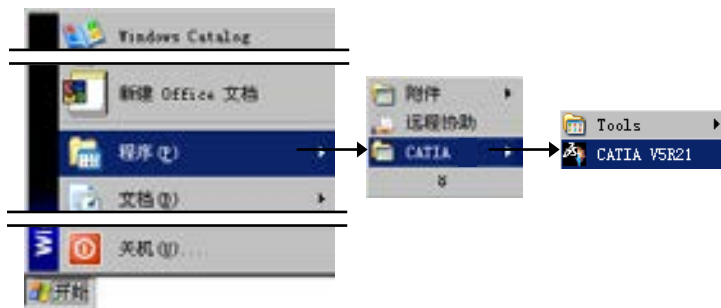 Windows Catalog
新建 Office 文档
程序(P)
文档(D)
Wi
关机(U)...
开始
附件
远程协助
CATIA
Tools
CATIA V5R21